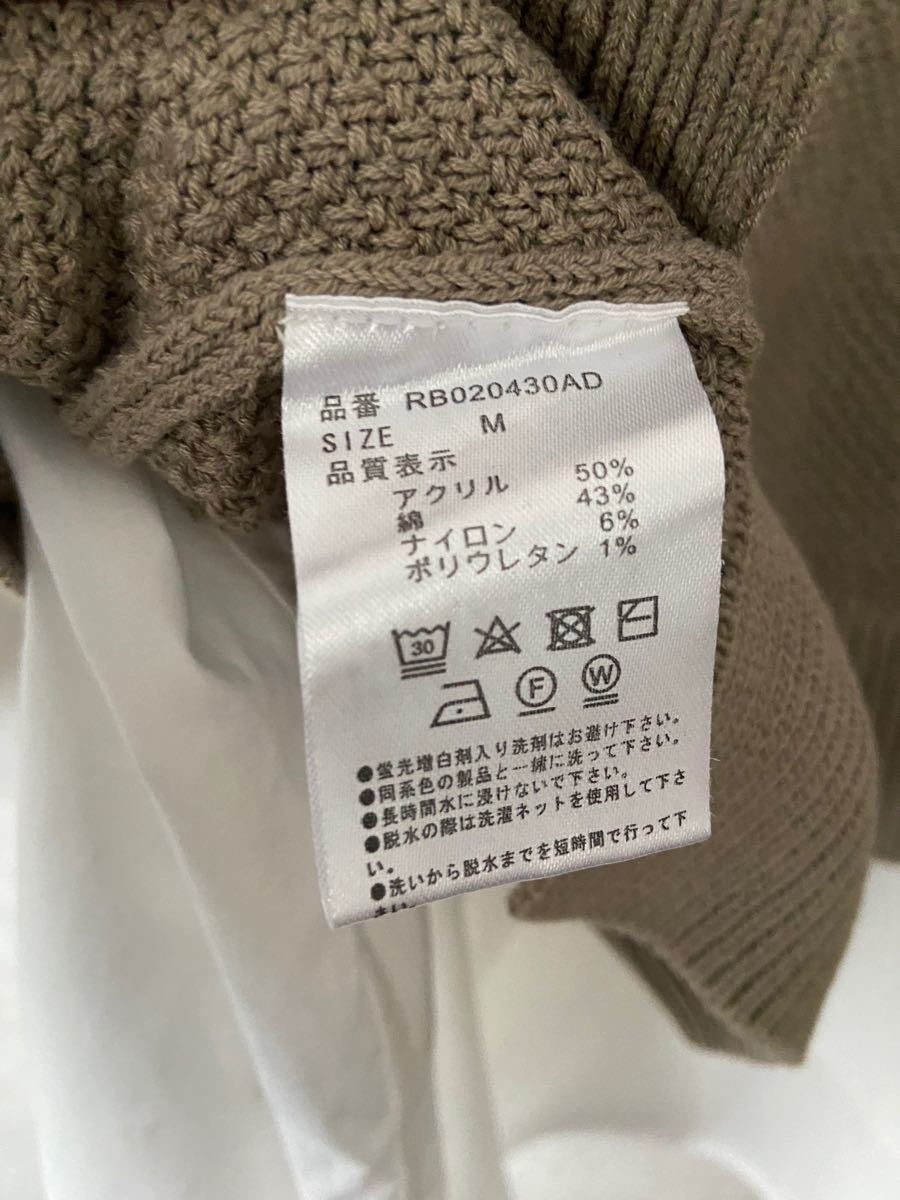 品番 RB020430AD
SIZE M
品質表示
アクリル 50%
綿 43%
ナイロン 6%
ポリウレタン 1%
30
F W
●蛍光増白剤入り洗剤はお避け下さい。
●同系色の製品と一緒に洗って下さい。
●長時間水に浸けないで下さい。
●脱水の際は洗濯ネットを使用して下さ
い。
●洗いから脱水までを短時間で行って下
さい。